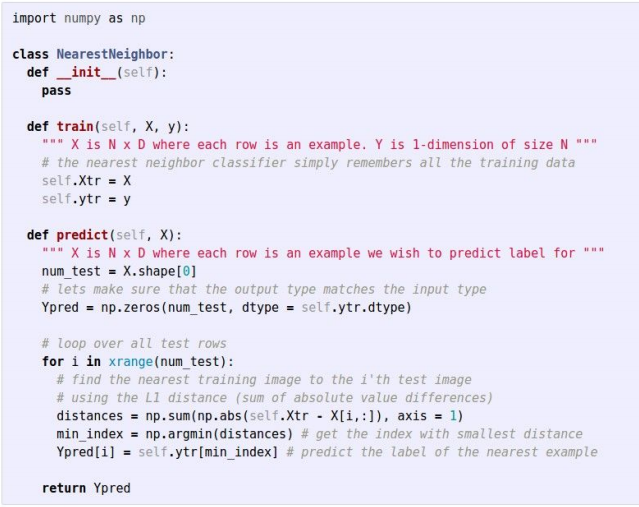 import numpy as np

class NearestNeighbor:
  def __init__(self):
    pass

  def train(self, X, y):
    """ X is N x D where each row is an example. Y is 1-dimension of size N """
    # the nearest neighbor classifier simply remembers all the training data
    self.Xtr = X
    self.ytr = y

  def predict(self, X):
    """ X is N x D where each row is an example we wish to predict label for """
    num_test = X.shape[0]
    # lets make sure that the output type matches the input type
    Ypred = np.zeros(num_test, dtype = self.ytr.dtype)

    # loop over all test rows
    for i in xrange(num_test):
      # find the nearest training image to the i'th test image
      # using the L1 distance (sum of absolute value differences)
      distances = np.sum(np.abs(self.Xtr - X[i,:]), axis = 1)
      min_index = np.argmin(distances) # get the index with smallest distance
      Ypred[i] = self.ytr[min_index] # predict the label of the nearest example

    return Ypred